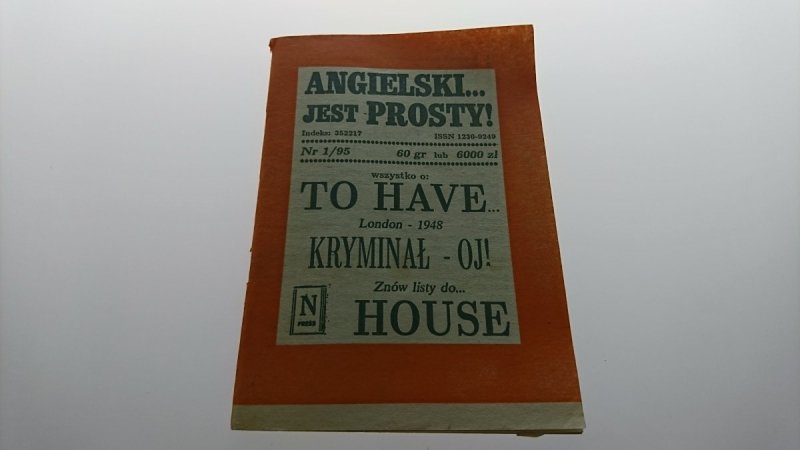 ANGIELSKI...
JEST PROSTY!
Indeks: 352217 ISSN 1230-9249
Nr 1/95 60 gr lub 6000 zł
wszystko o:
TO HAVE...
London - 1948
KRYMINAŁ - OJ!
Znów listy do...
HOUSE
N
PRESS